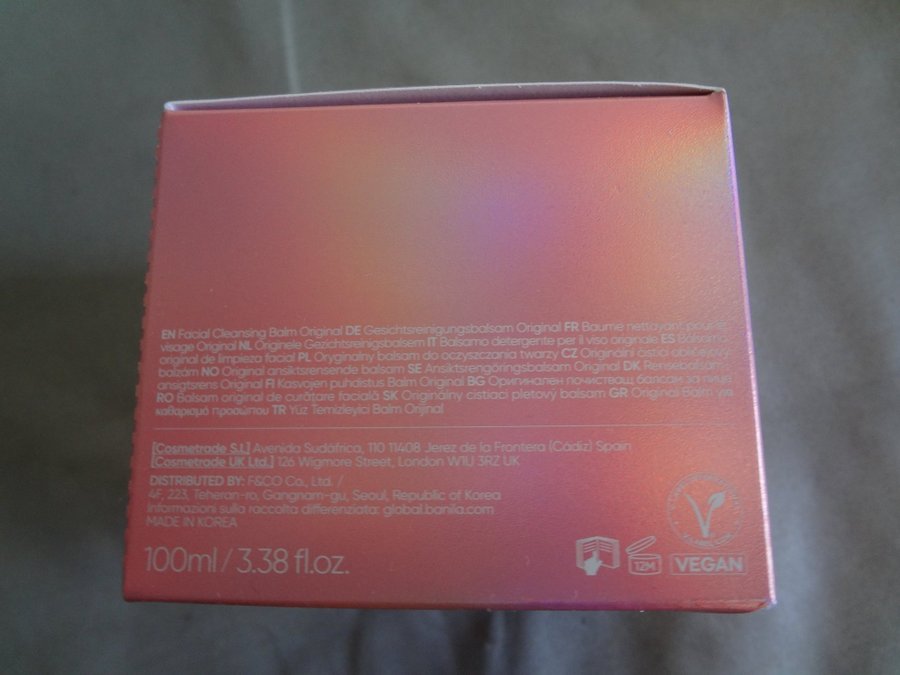 EN Facial Cleansing Balm Original DE Gesichtsreinigungsbalsam Original FR Baume nettoyant pour le
visage Original NL Originele Gezichtsreinigsbalsem IT Balsamo detergente per il viso originale ES Bálsamo
original de limpieza facial PL Oryginalny balsam do oczyszczania twarzy CZ Originální čisticí obličejový
balzám NO Original ansiktsrensende balsam SE Ansiktsrengöringsbalsam Original DK Rensebalsam
ansigtsrens Original FI Kasvojen puhdistus Balm Original BG Оригинален почистващ балсам за лице
RO Balsam original de curățare facială SK Originálny čistiaci pleťový balsam GR Original Balm για
καθαρισμό προσώπου TR Yüz Temizleyici Balm Orijinal
[Cosmetrade S.L] Avenida Sudáfrica, 110 11408 Jerez de la Frontera (Cádiz) Spain
[Cosmetrade UK Ltd.] 126 Wigmore Street, London W1U 3RZ UK
DISTRIBUTED BY: F&CO Co., Ltd. /
4F, 223, Teheran-ro, Gangnam-gu, Seoul, Republic of Korea
Informazioni sulla raccolta differenziata: global.banila.com
MADE IN KOREA
100ml / 3.38 fl.oz.
12M
VEGAN